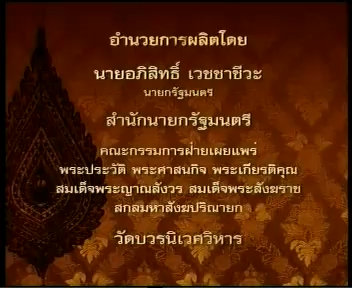 อำนวยการผลิตโดย
นายอภิสิทธิ์ เวชชาชีวะ
นายกรัฐมนตรี
สำนักนายกรัฐมนตรี
คณะกรรมการฝ่ายเผยแพร่
พระประวัติ พระศาสนกิจ พระเกียรติคุณ
สมเด็จพระญาณสังวร สมเด็จพระสังฆราช
สกลมหาสังฆปริณายก
วัดบวรนิเวศวิหาร